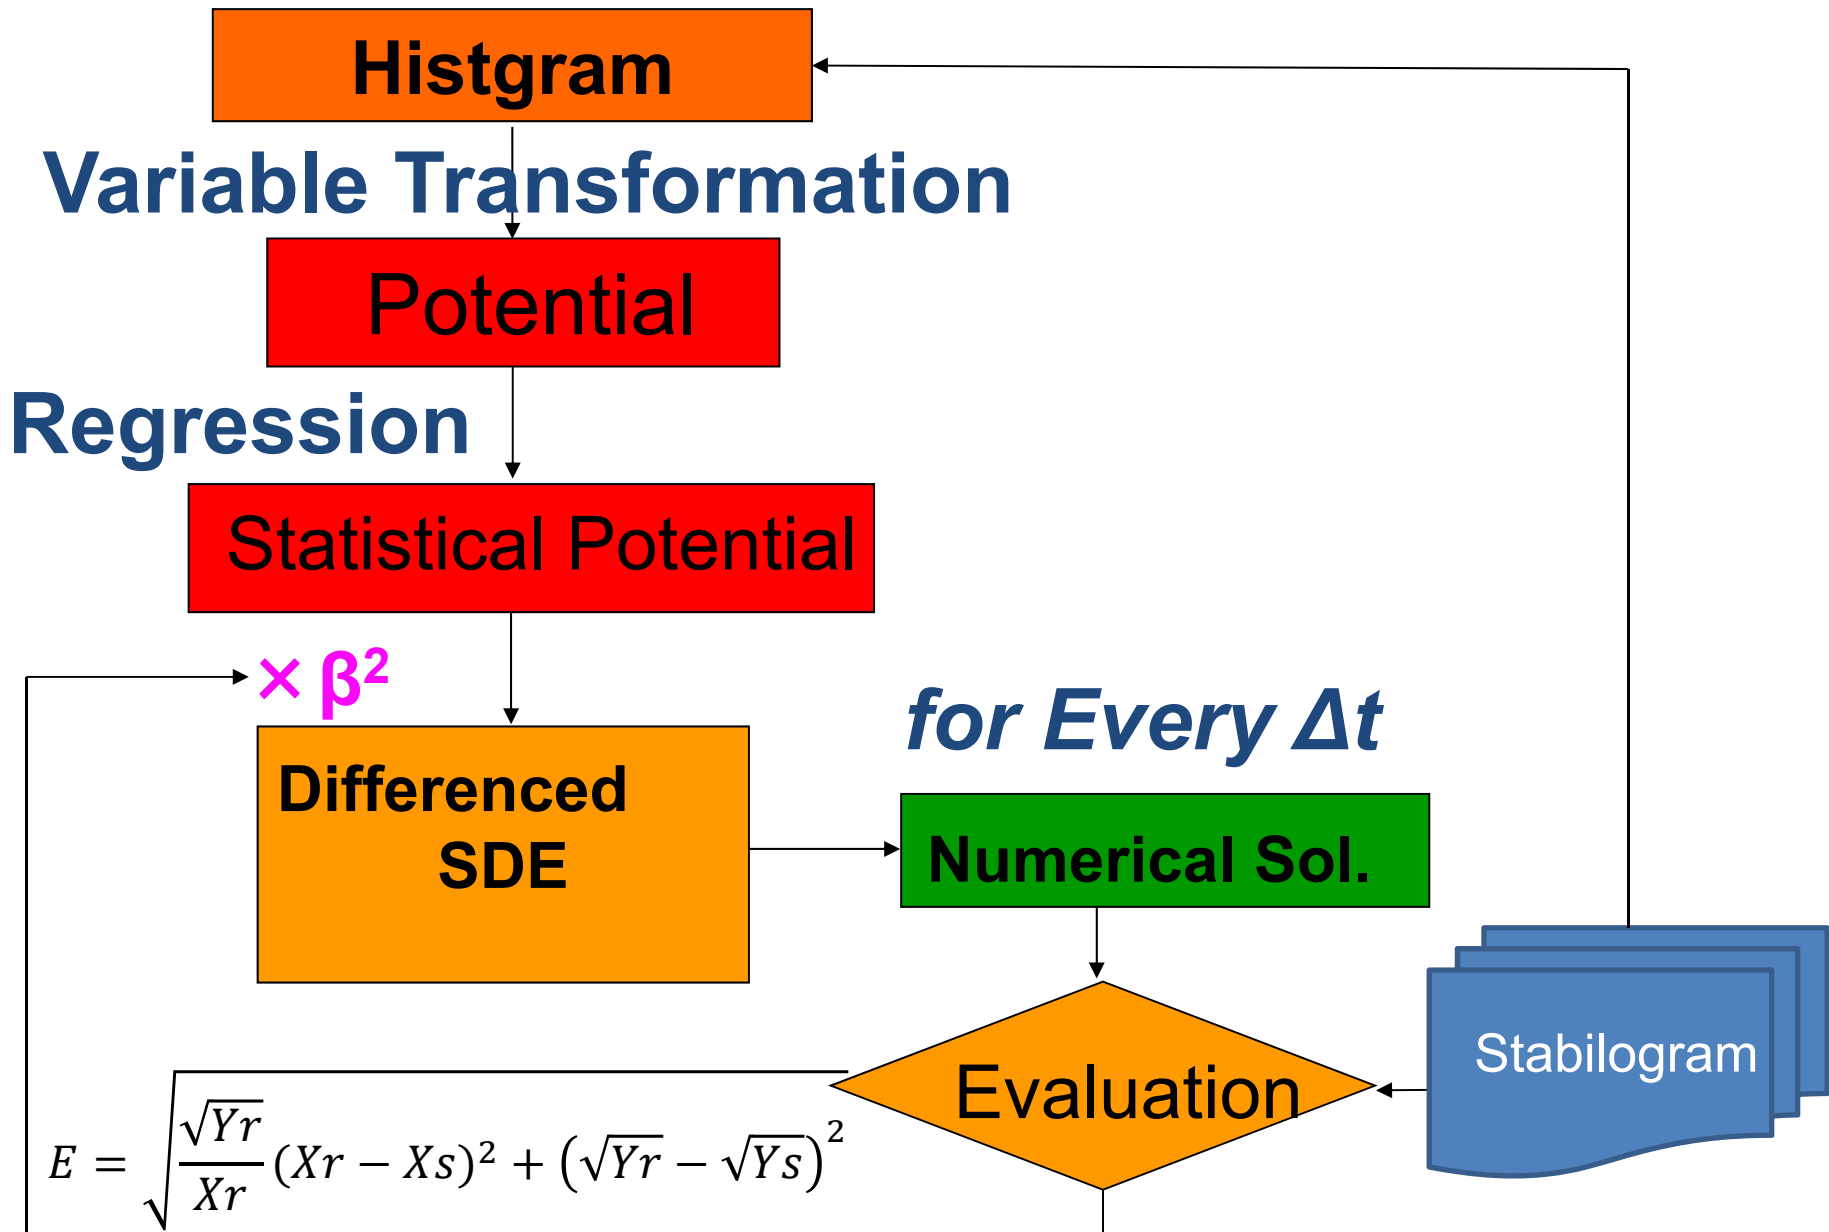 Histgram
Variable Transformation
Potential
Regression
Statistical Potential
× β²
for Every Δt
Differenced
SDE
Numerical Sol.
Evaluation
Stabilogram
E = √(√Yr/Xr (Xr − Xs)² + (√Yr − √Ys)²)